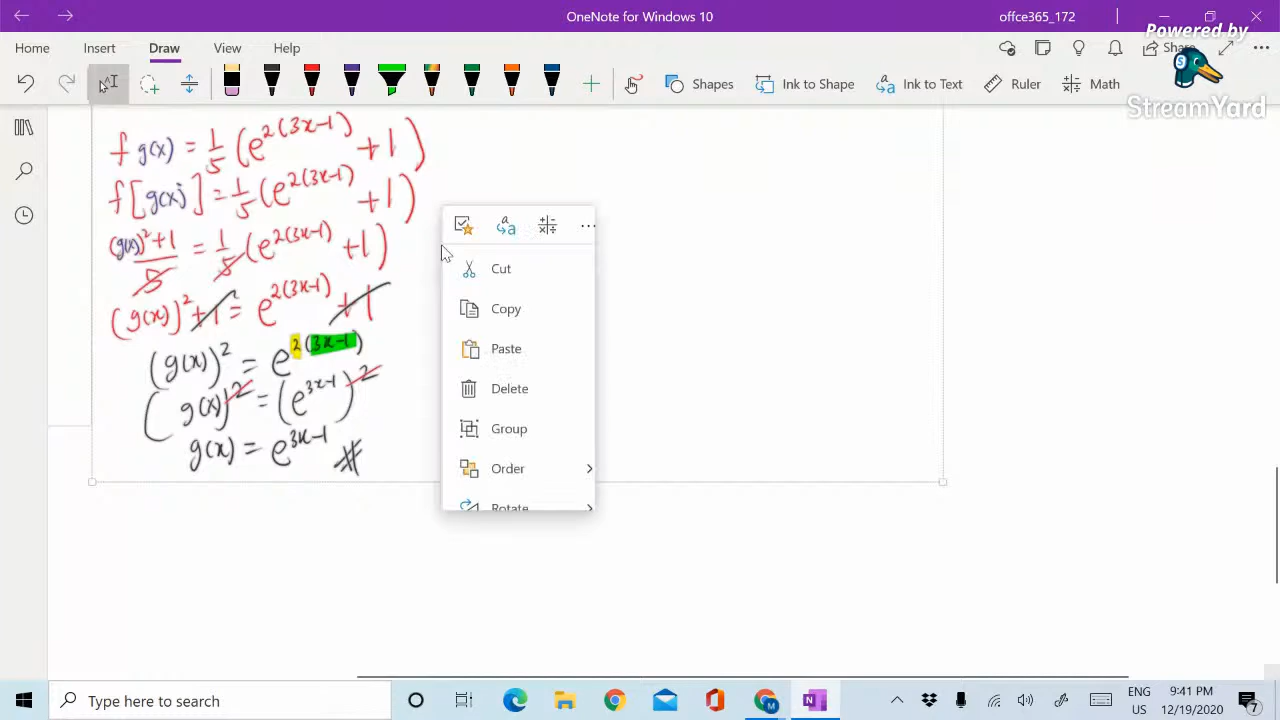 OneNote for Windows 10
offce365_172
Powered by
StreamYard
Home
Insert
Draw
View
Help
Share
Shapes
Ink to Shape
Ink to Text
Ruler
Math
f g(x) = 1/5 (e^2(3x-1) + 1)
f[g(x)] = 1/5 (e^2(3x-1) + 1)
(g(x))^2 + 1 / 5 = 1/5 (e^2(3x-1) + 1)
(g(x))^2 + 1 = e^2(3x-1) + 1
(g(x))^2 = e^2(3x-1)
(g(x))^2 = (e^3x-1)^2
g(x) = e^3x-1 #
Cut
Copy
Paste
Delete
Group
Order
Rotate
Type here to search
ENG
US
9:41 PM
12/19/2020
7